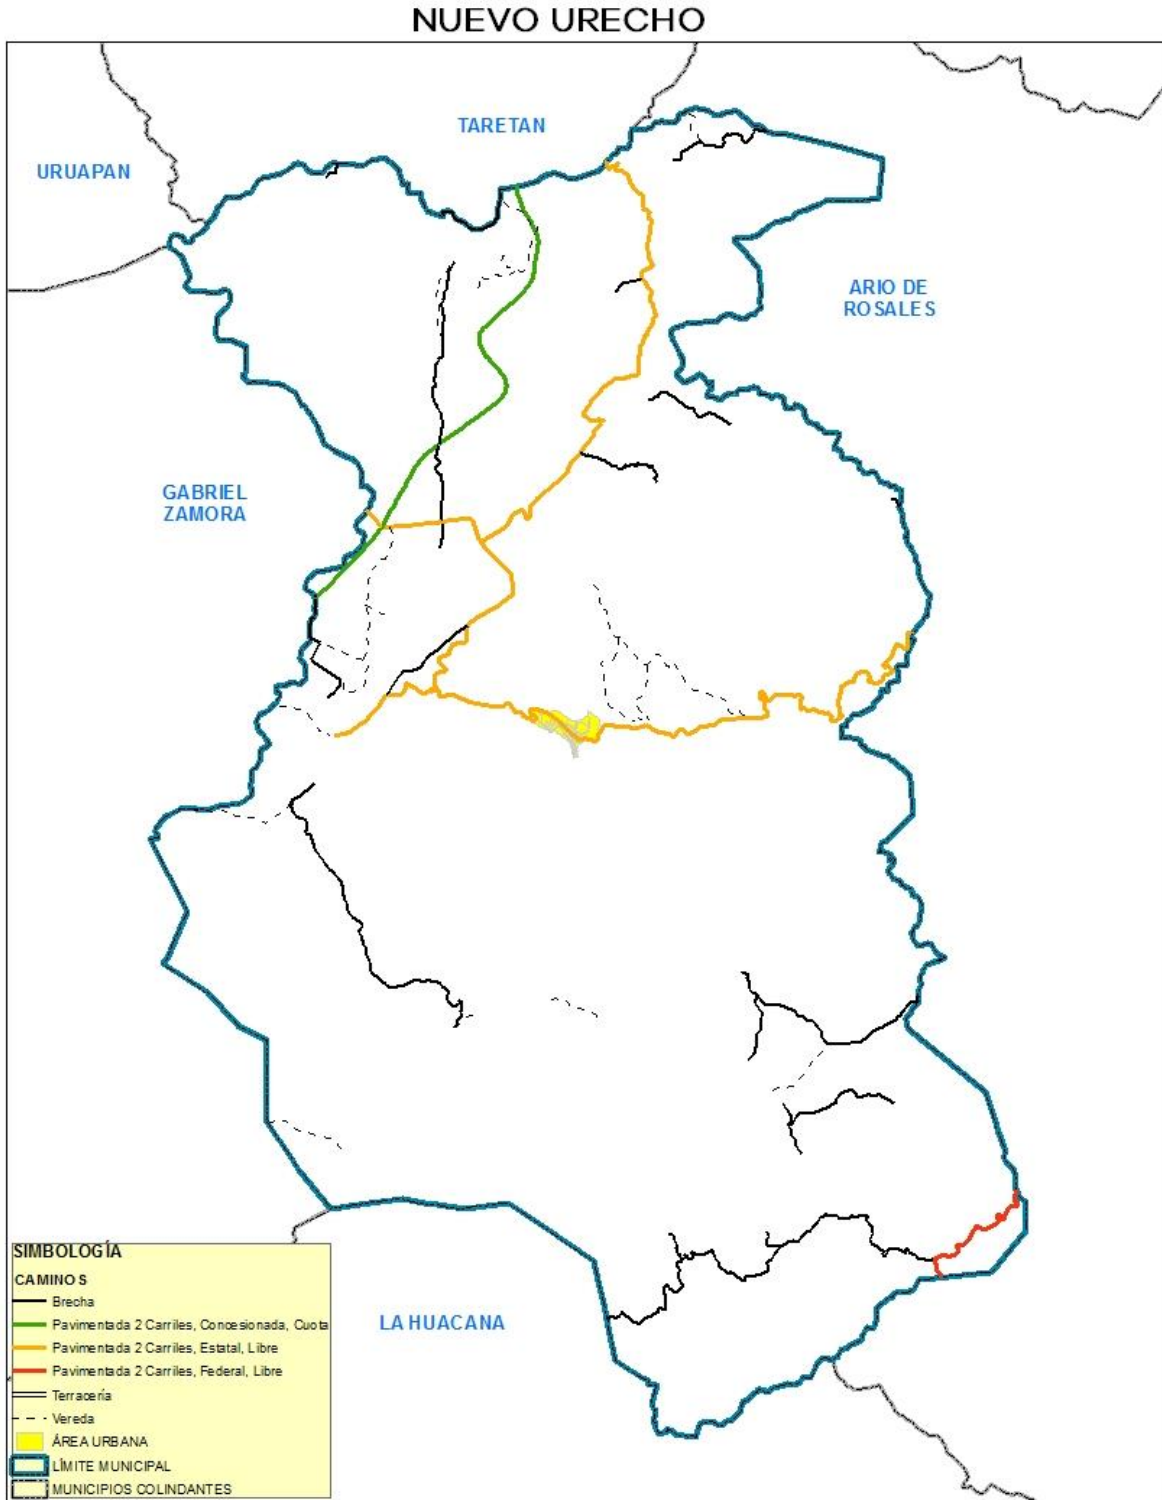 NUEVO URECHO
TARETAN
URUAPAN
ARIO DE
ROSALES
GABRIEL
ZAMORA
LA HUACANA
SIMBOLOGÍA
CAMINOS
Brecha
Pavimentada 2 Carriles, Concesionada, Cuota
Pavimentada 2 Carriles, Estatal, Libre
Pavimentada 2 Carriles, Federal, Libre
Terracería
Vereda
ÁREA URBANA
LÍMITE MUNICIPAL
MUNICIPIOS COLINDANTES